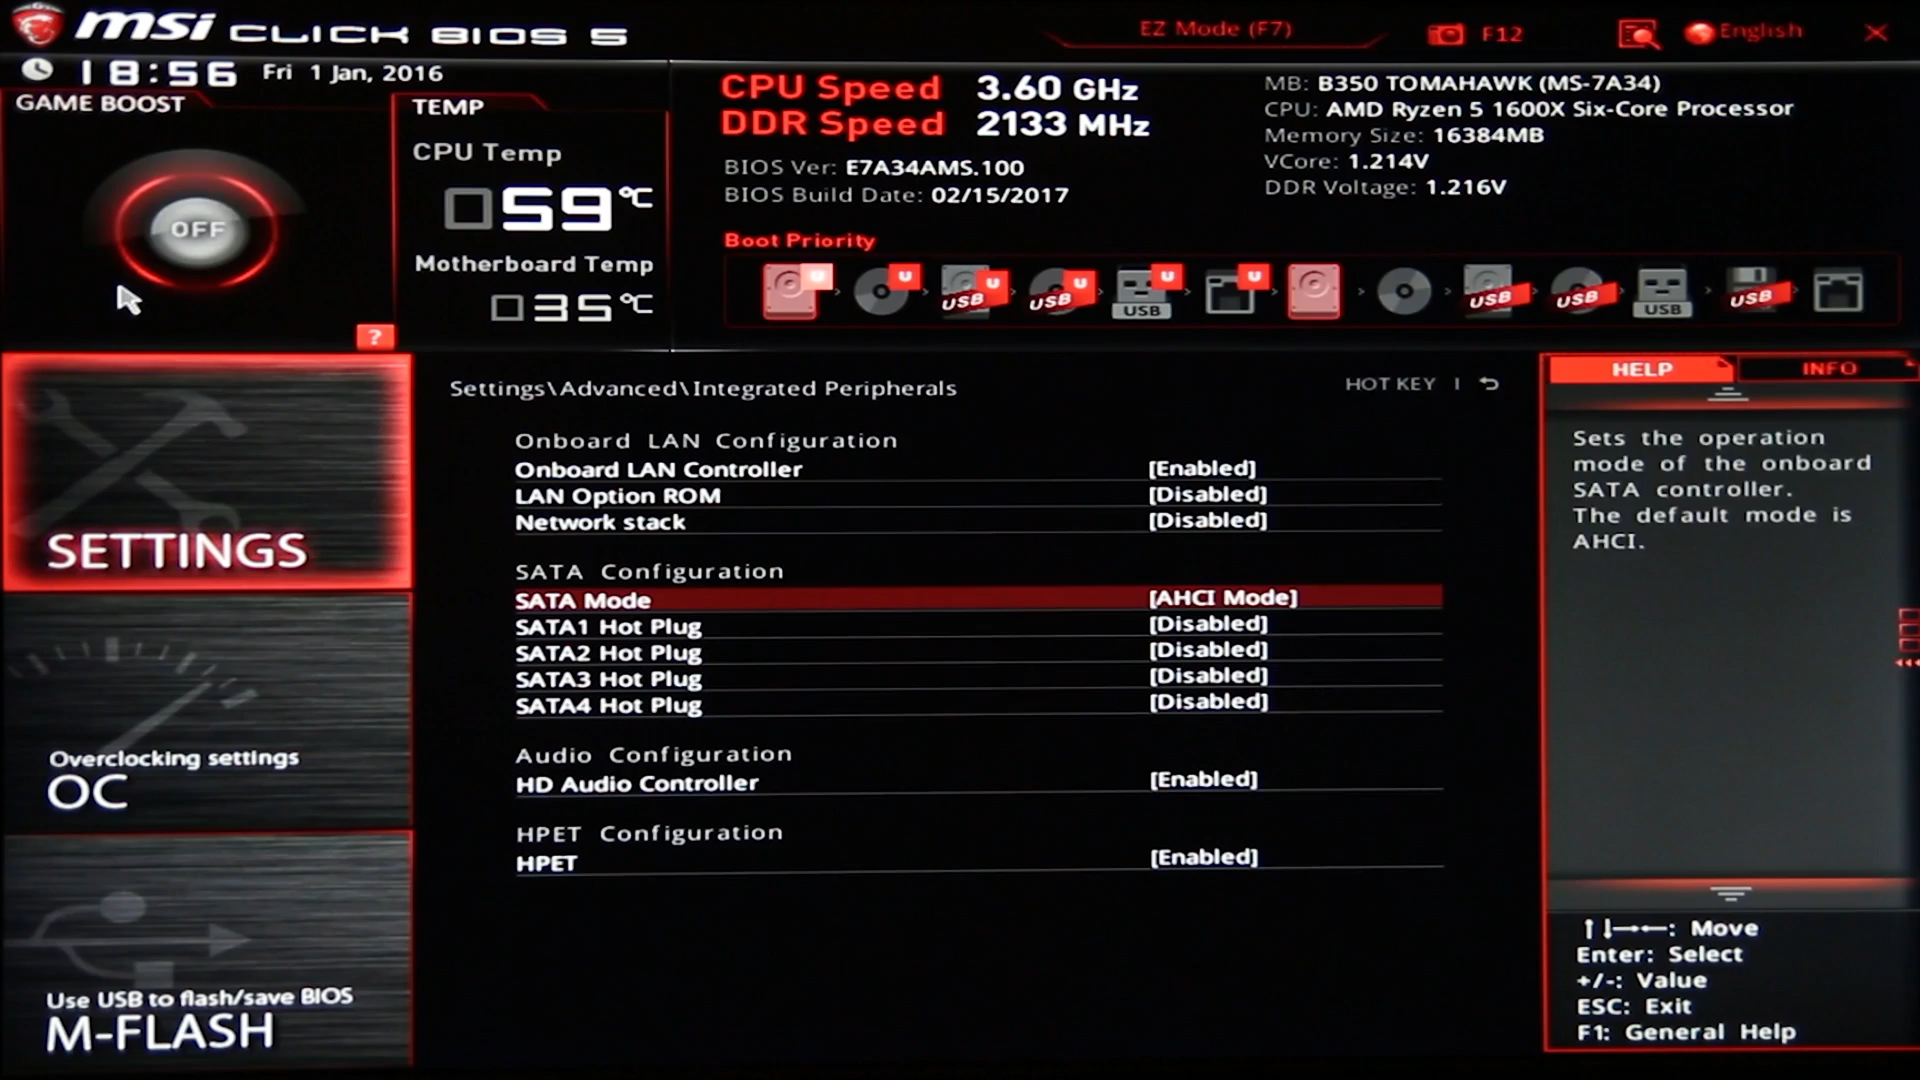 msi CLICK BIOS 5
EZ Mode (F7)
F12
English
18:56 Fri 1 Jan, 2016
GAME BOOST
OFF
?
TEMP
CPU Temp
59°C
Motherboard Temp
35°C
CPU Speed 3.60 GHz
DDR Speed 2133 MHz
BIOS Ver: E7A34AMS.100
BIOS Build Date: 02/15/2017
MB: B350 TOMAHAWK (MS-7A34)
CPU: AMD Ryzen 5 1600X Six-Core Processor
Memory Size: 16384MB
VCore: 1.214V
DDR Voltage: 1.216V
Boot Priority
U U U USB U USB U USB U USB USB USB USB
SETTINGS
Overclocking settings
OC
Use USB to flash/save BIOS
M-FLASH
Settings\Advanced\Integrated Peripherals
HOT KEY |
Onboard LAN Configuration
Onboard LAN Controller [Enabled]
LAN Option ROM [Disabled]
Network stack [Disabled]
SATA Configuration
SATA Mode [AHCI Mode]
SATA1 Hot Plug [Disabled]
SATA2 Hot Plug [Disabled]
SATA3 Hot Plug [Disabled]
SATA4 Hot Plug [Disabled]
Audio Configuration
HD Audio Controller [Enabled]
HPET Configuration
HPET [Enabled]
HELP
INFO
Sets the operation
mode of the onboard
SATA controller.
The default mode is
AHCI.
↑↓→←: Move
Enter: Select
+/-: Value
ESC: Exit
F1: General Help